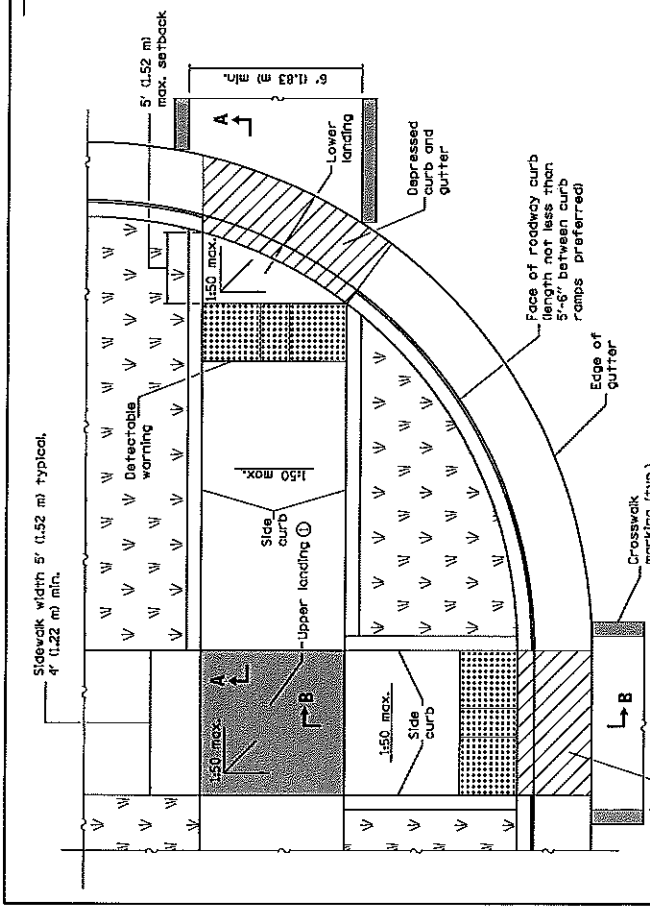 Sidewalk width 5' (1.52 m) typical,
4' (1.22 m) min.
5' (1.52 m)
max. setback
6' (1.83 m) min.
A
Lower
landing
Depressed
curb and
gutter
1:50 max.
Detectable
warning
1:50 max.
Side
curb
Upper landing ①
A
B
1:50 max.
1:50 max.
Side
curb
Face of roadway curb
(length not less than
5'-6" between curb
ramps preferred)
Edge of
gutter
Crosswalk
marking (typ.)
B